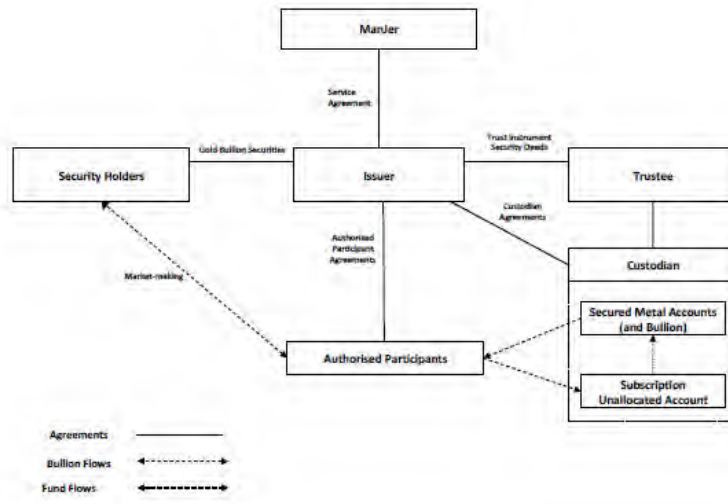 ManJer
Service
Agreement
Gold Bullion Securities
Trust Instrument
Security Deeds
Security Holders
Issuer
Trustee
Custodian
Agreements
Authorised
Participant
Agreements
Custodian
Market-making
Secured Metal Accounts
(and Bullion)
Authorised Participants
Subscription
Unallocated Account
Agreements
Bullion Flows
Fund Flows